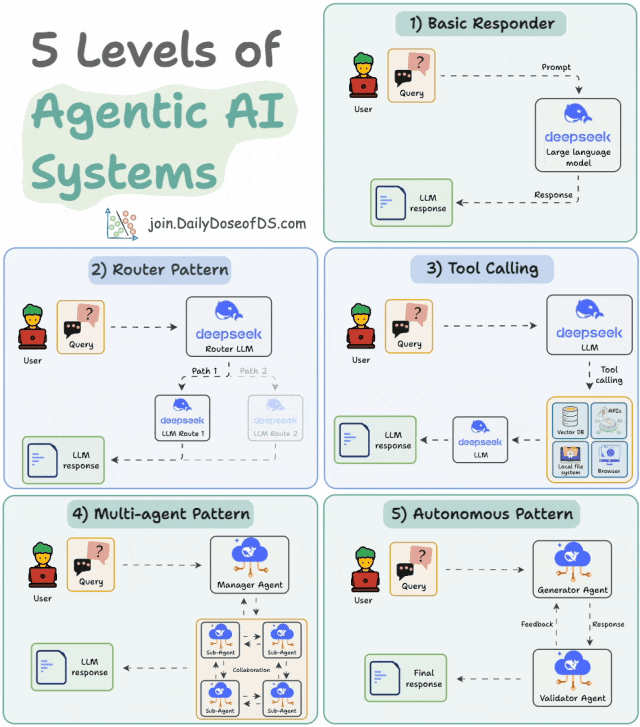 5 Levels of
Agentic AI
Systems
join.DailyDoseofDS.com
1) Basic Responder
?
User
Query
Prompt
deepseek
Large language
model
Response
LLM
response
2) Router Pattern
?
User
Query
deepseek
Router LLM
Path 1
Path 2
deepseek
LLM Route 1
deepseek
LLM Route 2
LLM
response
3) Tool Calling
?
User
Query
deepseek
LLM
Tool
calling
Vector DB
APIs
Local file
system
Browser
deepseek
LLM
LLM
response
4) Multi-agent Pattern
?
User
Query
Manager Agent
Sub-Agent
Sub-Agent
Collaboration
Sub-Agent
Sub-Agent
LLM
response
5) Autonomous Pattern
?
User
Query
Generator Agent
Feedback
Response
Validator Agent
Final
response